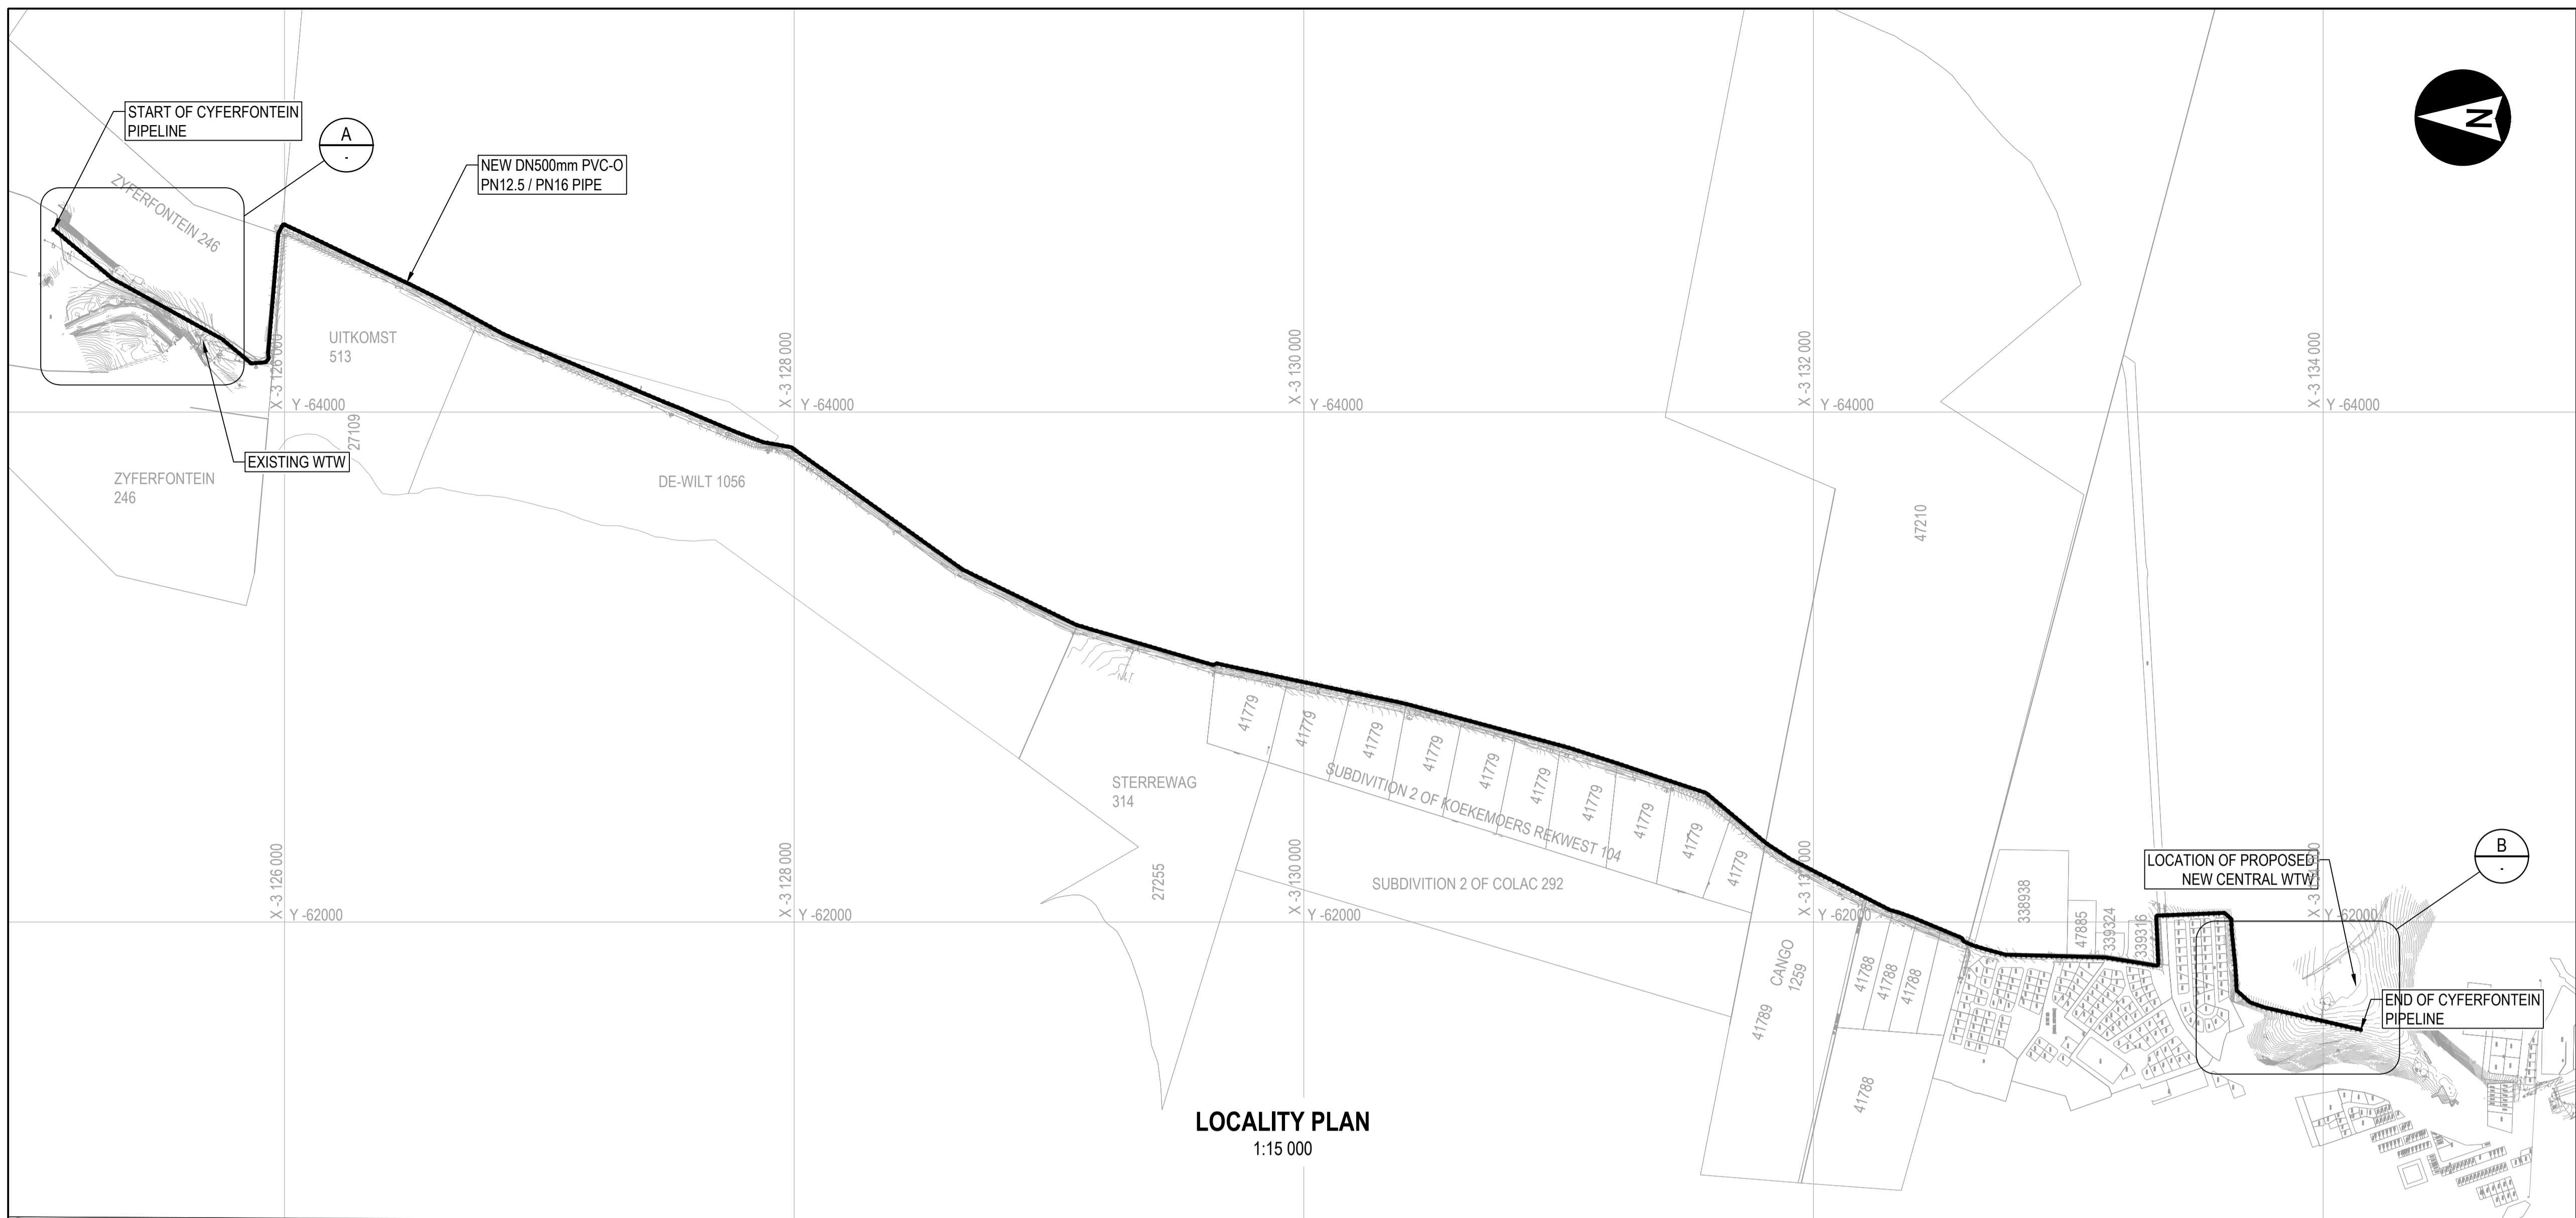 START OF CYFERFONTEIN
PIPELINE
A
-
NEW DN500mm PVC-O
PN12.5 / PN16 PIPE
N
ZYFERFONTEIN 246
UITKOMST
513
X -3 126 000
Y -64000
X -3 128 000
Y -64000
X -3 130 000
Y -64000
X -3 132 000
Y -64000
X -3 134 000
Y -64000
27109
EXISTING WTW
ZYFERFONTEIN
246
DE-WILT 1056
47210
41779
41779
41779
41779
41779
41779
41779
41779
41779
41779
SUBDIVITION 2 OF KOEKEMOERS REKWEST 104
STERREWAG
314
27255
SUBDIVITION 2 OF COLAC 292
X -3 126 000
Y -62000
X -3 128 000
Y -62000
X -3 130 000
Y -62000
Y -62000
Y -62000
LOCATION OF PROPOSED
NEW CENTRAL WTW
B
-
338938
47885
339324
339316
CANGO
1259
41789
41788
41788
41788
41788
END OF CYFERFONTEIN
PIPELINE
LOCALITY PLAN
1:15 000